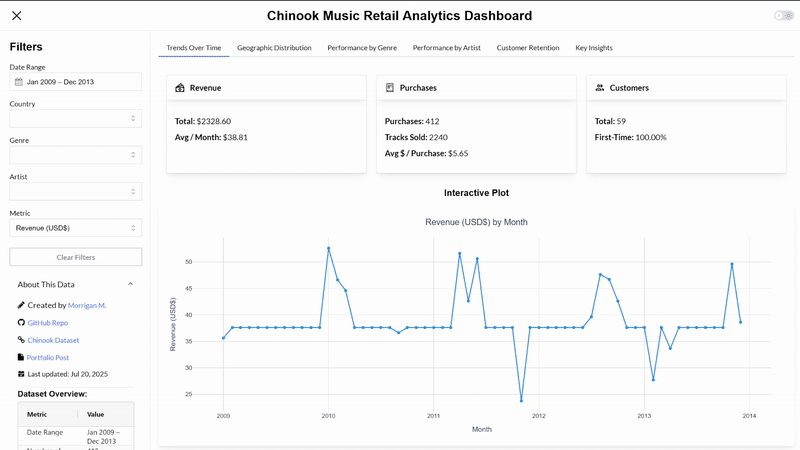 Chinook Music Retail Analytics Dashboard
Filters
Date Range
Jan 2009 – Dec 2013
Country
Genre
Artist
Metric
Revenue (USD$)
Clear Filters
About This Data
Created by Morrigan M.
GitHub Repo
Chinook Dataset
Portfolio Post
Last updated: Jul 20, 2025
Dataset Overview:
Metric Value
Date Range Jan 2009 –
Dec 2013
Trends Over Time Geographic Distribution Performance by Genre Performance by Artist Customer Retention Key Insights
Revenue
Total: $2328.60
Avg / Month: $38.81
Purchases
Purchases: 412
Tracks Sold: 2240
Avg $ / Purchase: $5.65
Customers
Total: 59
First-Time: 100.00%
Interactive Plot
Revenue (USD$) by Month
Revenue (USD$)
50
45
40
35
30
25
2009 2010 2011 2012 2013 2014
Month